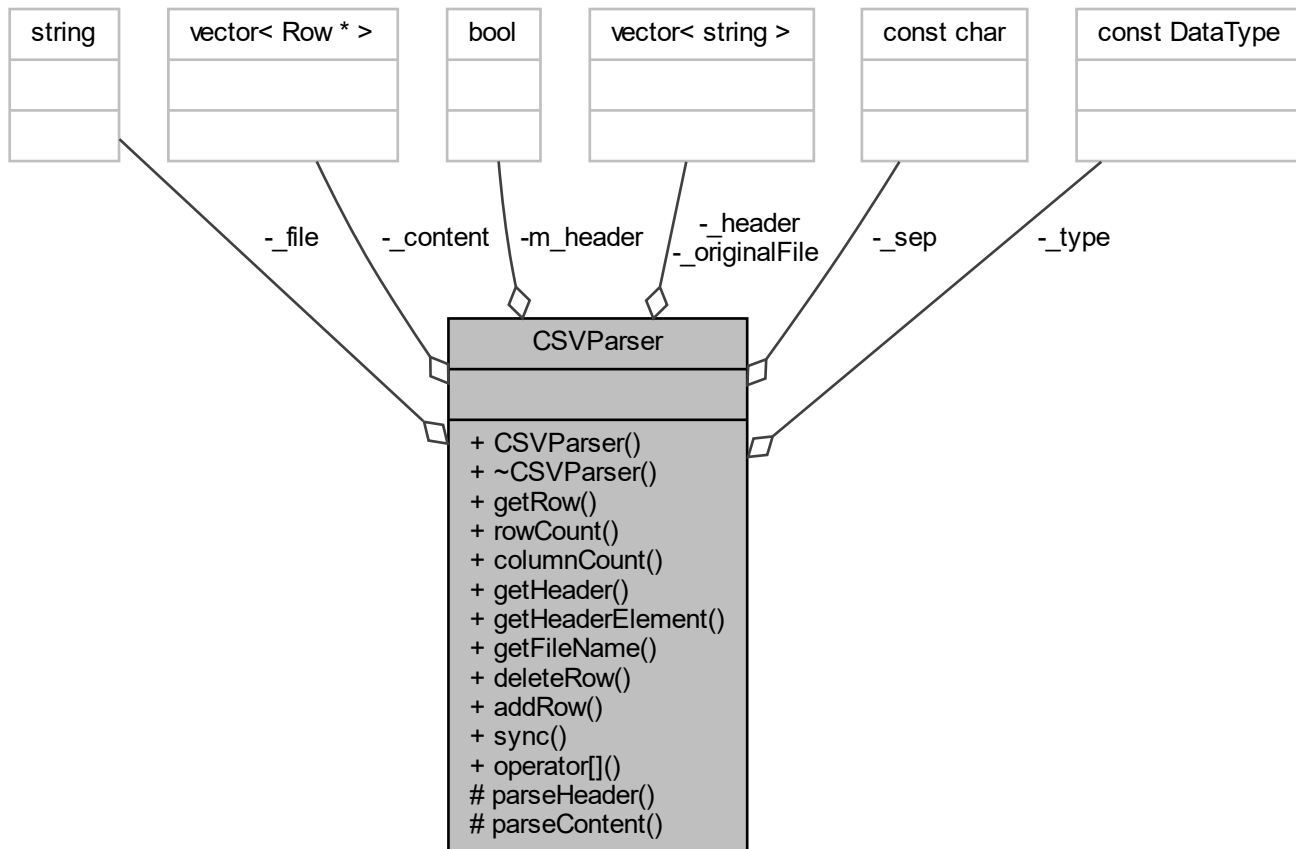 string
vector< Row * >
bool
vector< string >
const char
const DataType
-_file
-_content
-m_header
-_header
-_originalFile
-_sep
-_type
CSVParser
+ CSVParser()
+ ~CSVParser()
+ getRow()
+ rowCount()
+ columnCount()
+ getHeader()
+ getHeaderElement()
+ getFileName()
+ deleteRow()
+ addRow()
+ sync()
+ operator[]()
# parseHeader()
# parseContent()